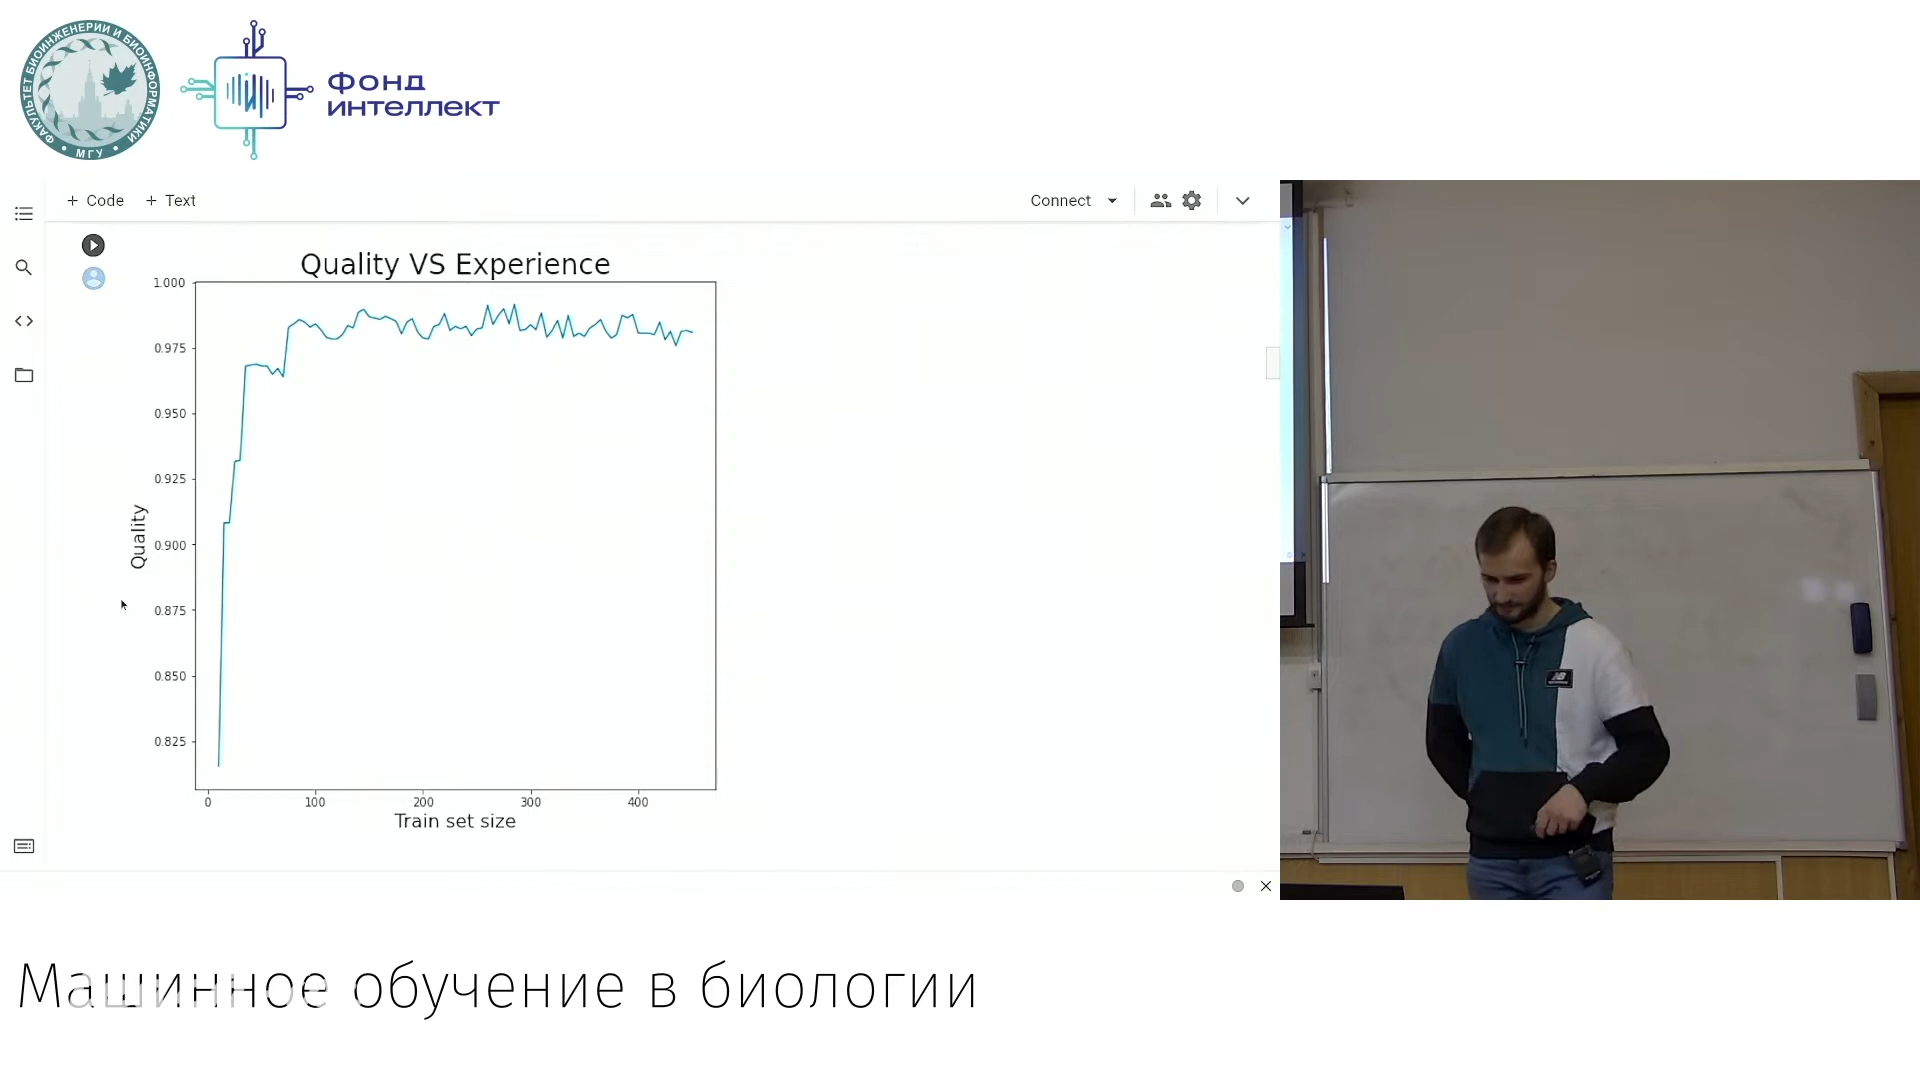 ФАКУЛЬТЕТ БИОИНЖЕНЕРИИ И БИОИНФОРМАТИКИ
• МГУ •
ФОНД
ИНТЕЛЛЕКТ
+ Code + Text
Connect
Quality VS Experience
1.000
0.975
0.950
0.925
0.900
0.875
0.850
0.825
Quality
0 100 200 300 400
Train set size
NB
Машинное обучение в биологии